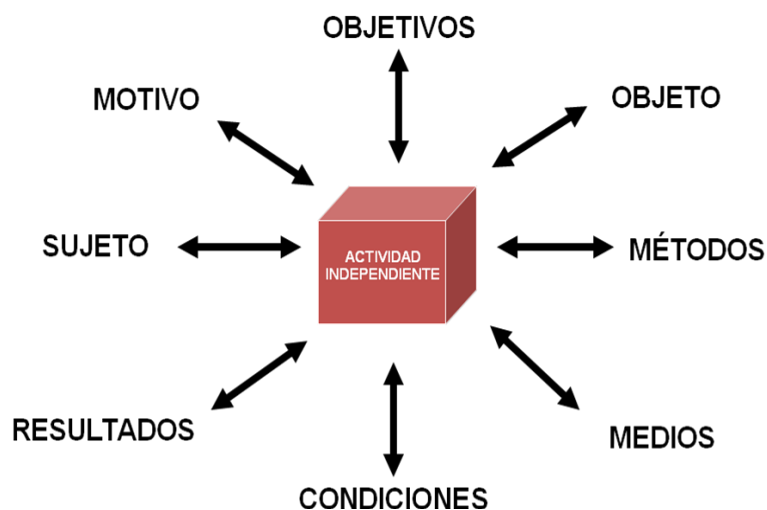 OBJETIVOS
MOTIVO
OBJETO
SUJETO
ACTIVIDAD
INDEPENDIENTE
MÉTODOS
RESULTADOS
MEDIOS
CONDICIONES